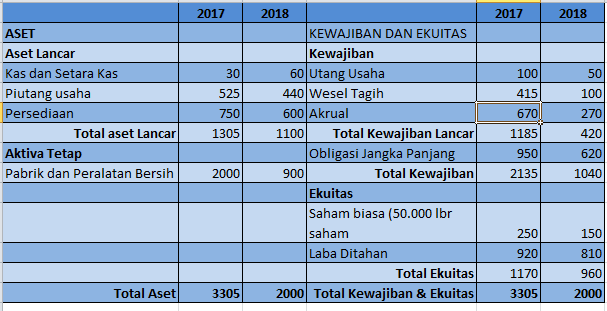 2017 2018 2017 2018
ASET KEWAJIBAN DAN EKUITAS
Aset Lancar Kewajiban
Kas dan Setara Kas 30 60 Utang Usaha 100 50
Piutang usaha 525 440 Wesel Tagih 415 100
Persediaan 750 600 Akrual 670 270
Total aset Lancar 1305 1100 Total Kewajiban Lancar 1185 420
Aktiva Tetap Obligasi Jangka Panjang 950 620
Pabrik dan Peralatan Bersih 2000 900 Total Kewajiban 2135 1040
Ekuitas
Saham biasa (50.000 lbr
saham 250 150
Laba Ditahan 920 810
Total Ekuitas 1170 960
Total Aset 3305 2000 Total Kewajiban & Ekuitas 3305 2000